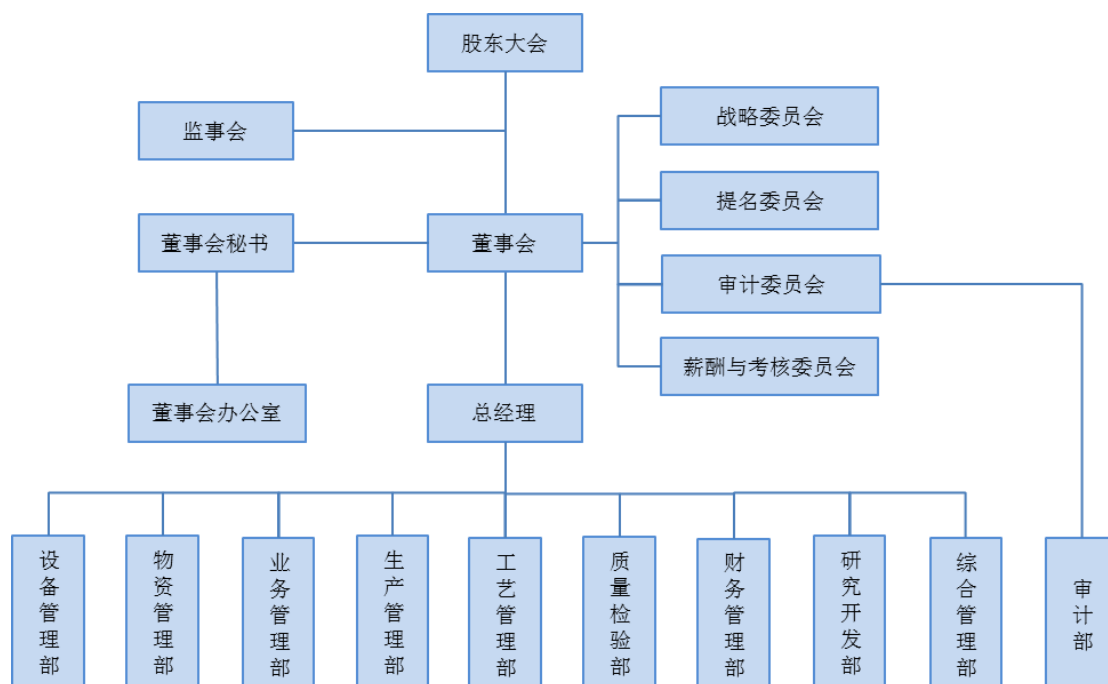 股东大会
监事会
战略委员会
提名委员会
董事会秘书
董事会
审计委员会
薪酬与考核委员会
董事会办公室
总经理
设备管理部
物资管理部
业务管理部
生产管理部
工艺管理部
质量检验部
财务管理部
研究开发部
综合管理部
审计部